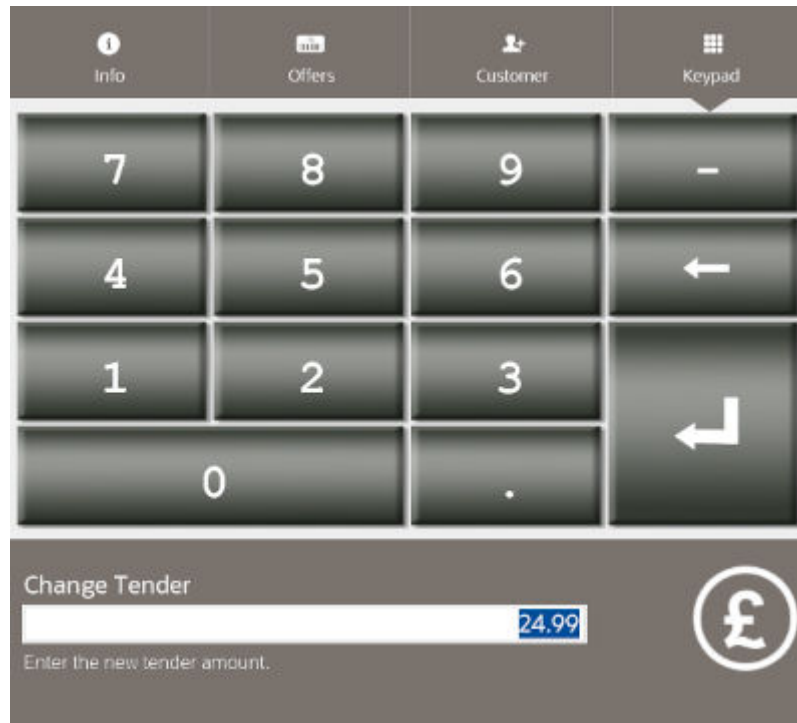 Info Offers Customer Keypad
7 8 9 -
4 5 6
1 2 3
0 .
Change Tender
24.99
£
Enter the new tender amount.